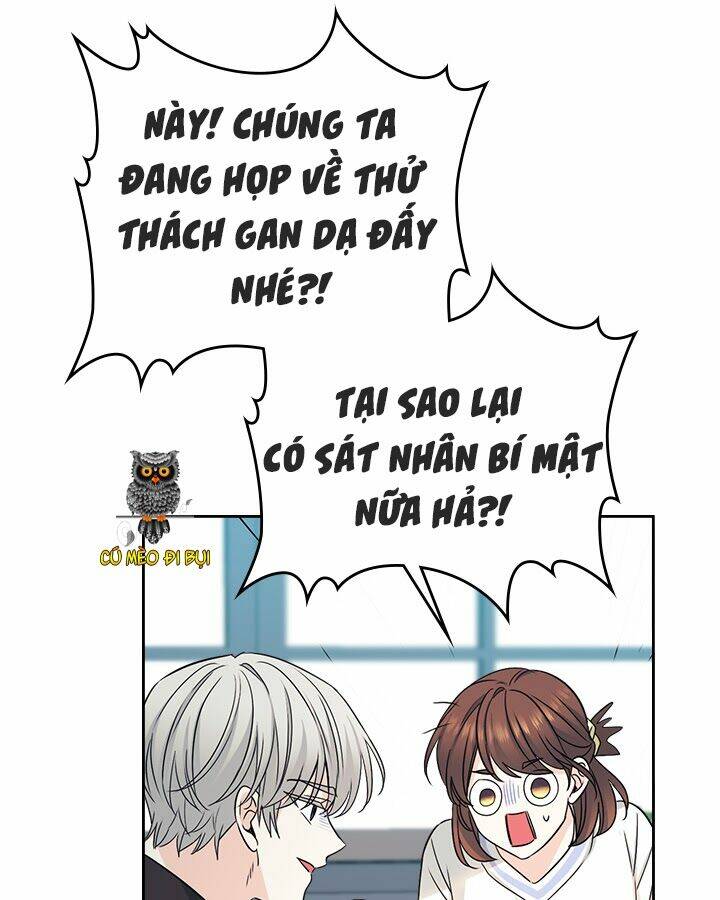 NÀY! CHÚNG TA
ĐANG HỌP VỀ THỬ
THÁCH GAN DẠ ĐẤY
NHÉ?!
TẠI SAO LẠI
CÓ SÁT NHÂN BÍ MẬT
NỮA HẢ?!
CÚ MÈO ĐI BỤI